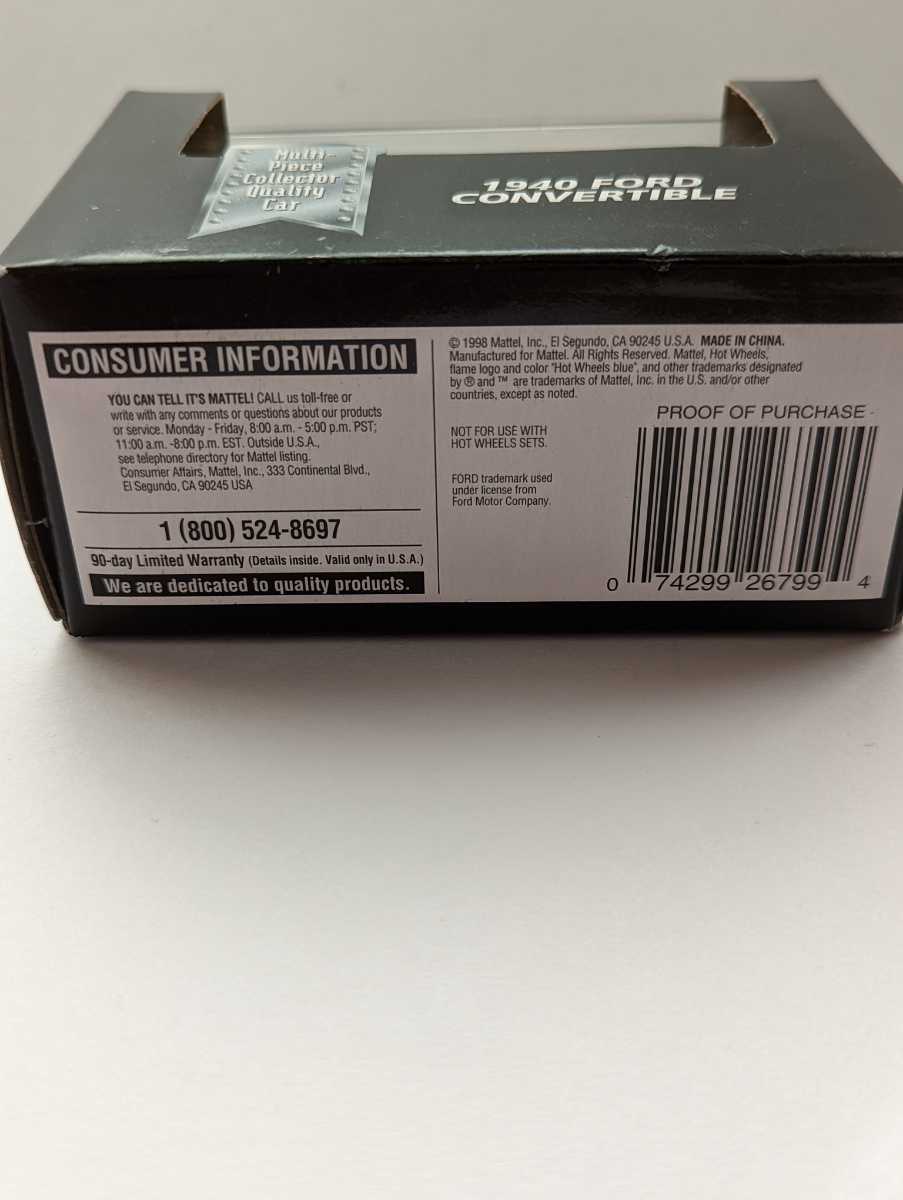 Multi-
Piece
Collector
Quality
Car
1940 FORD
CONVERTIBLE
CONSUMER INFORMATION
YOU CAN TELL IT'S MATTEL! CALL us toll-free or
write with any comments or questions about our products
or service. Monday - Friday, 8:00 a.m. - 5:00 p.m. PST;
11:00 a.m. -8:00 p.m. EST. Outside U.S.A.,
see telephone directory for Mattel listing.
Consumer Affairs, Mattel, Inc., 333 Continental Blvd.,
El Segundo, CA 90245 USA
1 (800) 524-8697
90-day Limited Warranty (Details inside. Valid only in U.S.A.)
We are dedicated to quality products.
© 1998 Mattel, Inc., El Segundo, CA 90245 U.S.A. MADE IN CHINA.
Manufactured for Mattel. All Rights Reserved. Mattel, Hot Wheels,
flame logo and color "Hot Wheels blue", and other trademarks designated
by ® and ™ are trademarks of Mattel, Inc. in the U.S. and/or other
countries, except as noted.
NOT FOR USE WITH
HOT WHEELS SETS.
FORD trademark used
under license from
Ford Motor Company.
PROOF OF PURCHASE -
0 74299 26799 4